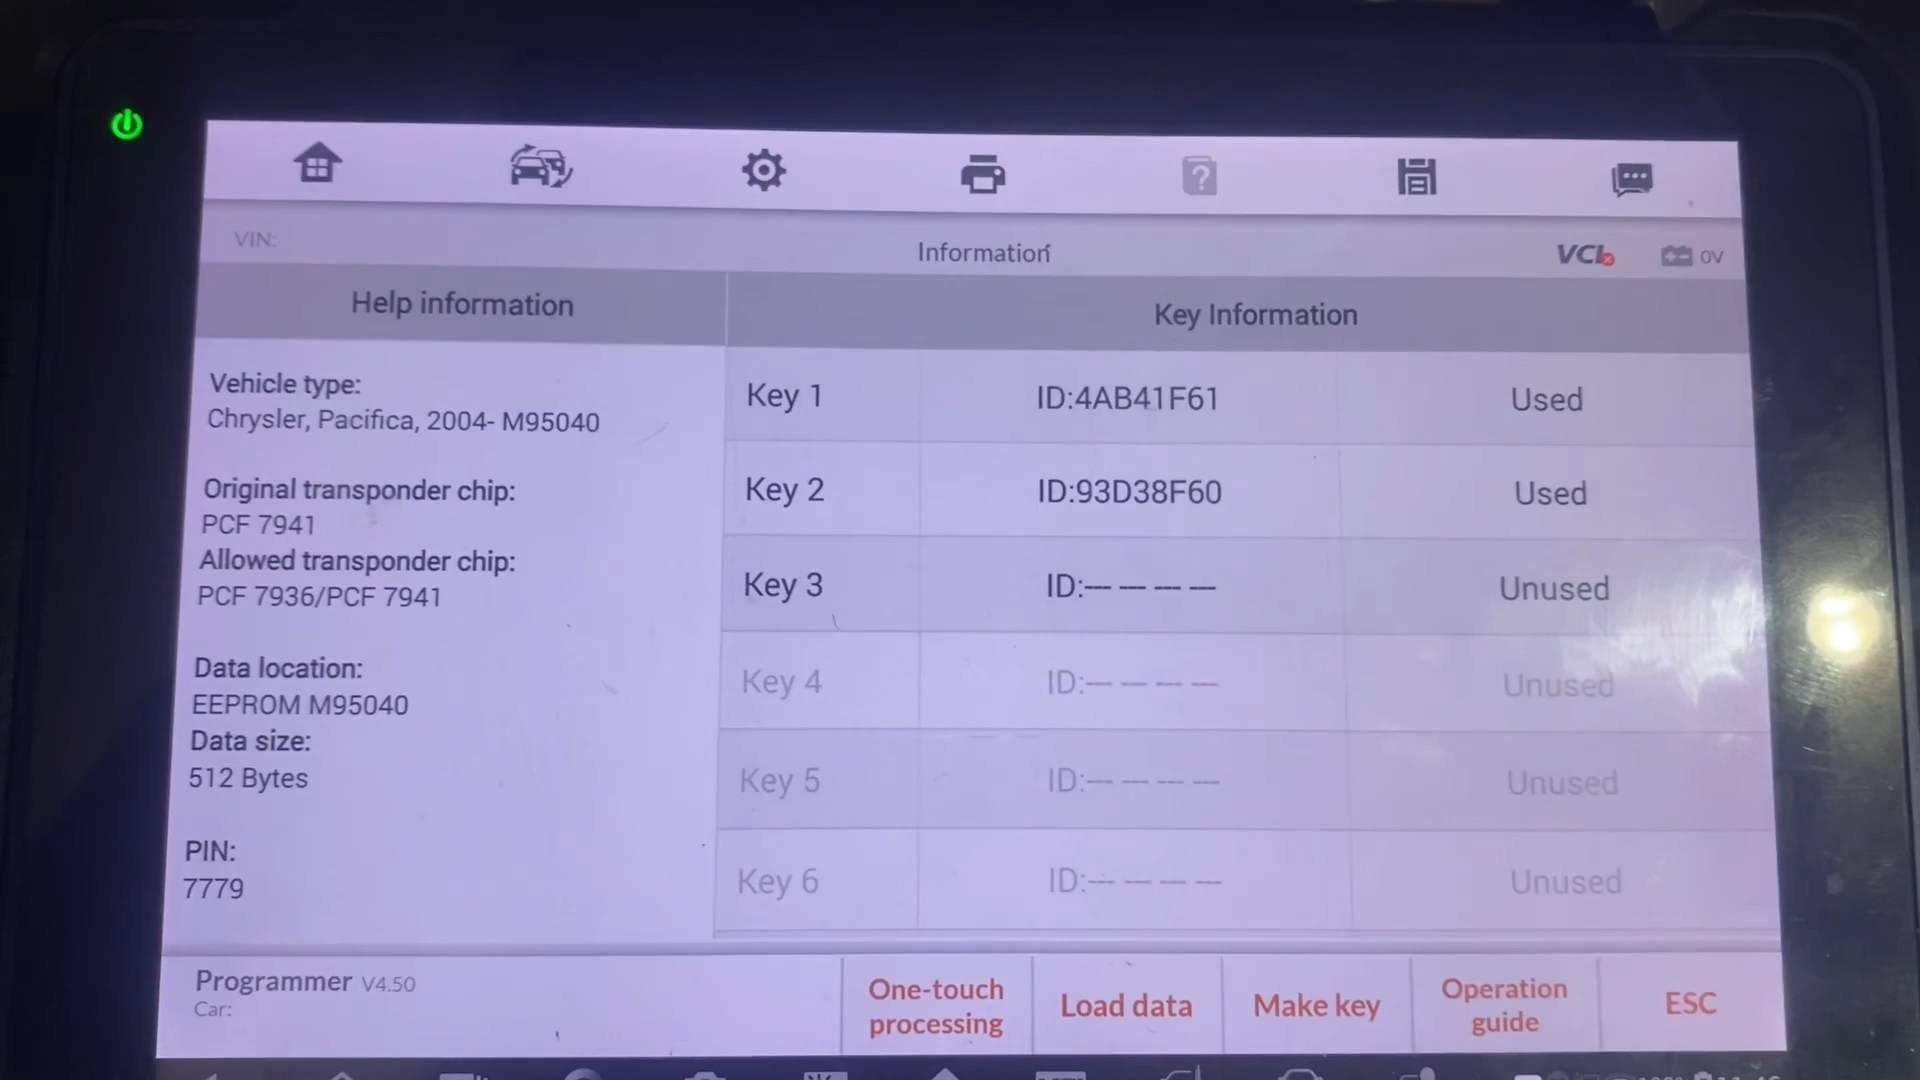 VIN:
Information
VCI
0V
Help information
Key Information
Vehicle type:
Chrysler, Pacifica, 2004- M95040
Original transponder chip:
PCF 7941
Allowed transponder chip:
PCF 7936/PCF 7941
Data location:
EEPROM M95040
Data size:
512 Bytes
PIN:
7779
Key 1 ID:4AB41F61 Used
Key 2 ID:93D38F60 Used
Key 3 ID:— — — — Unused
Key 4 ID:— — — — Unused
Key 5 ID:— — — — Unused
Key 6 ID:— — — — Unused
Programmer V4.50
Car:
One-touch
processing
Load data
Make key
Operation
guide
ESC